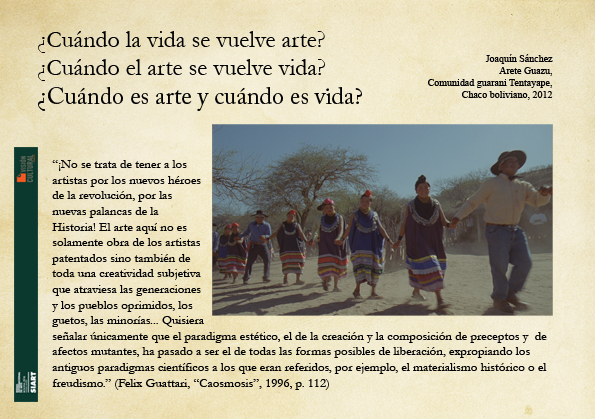 ¿Cuándo la vida se vuelve arte?
¿Cuándo el arte se vuelve vida?
¿Cuándo es arte y cuándo es vida?
Joaquín Sánchez
Arete Guazu,
Comunidad guaraní Tentayape,
Chaco boliviano, 2012
“¡No se trata de tener a los
artistas por los nuevos héroes
de la revolución, por las
nuevas palancas de la
Historia! El arte aquí no es
solamente obra de los artistas
patentados sino también de
toda una creatividad subjetiva
que atraviesa las generaciones
y los pueblos oprimidos, los
guetos, las minorías... Quisiera
señalar únicamente que el paradigma estético, el de la creación y la composición de preceptos y de
afectos mutantes, ha pasado a ser el de todas las formas posibles de liberación, expropiando los
antiguos paradigmas científicos a los que eran referidos, por ejemplo, el materialismo histórico o el
freudismo.” (Felix Guattari, “Caosmosis”, 1996, p. 112)
VISIÓN
CULTURAL
SIART